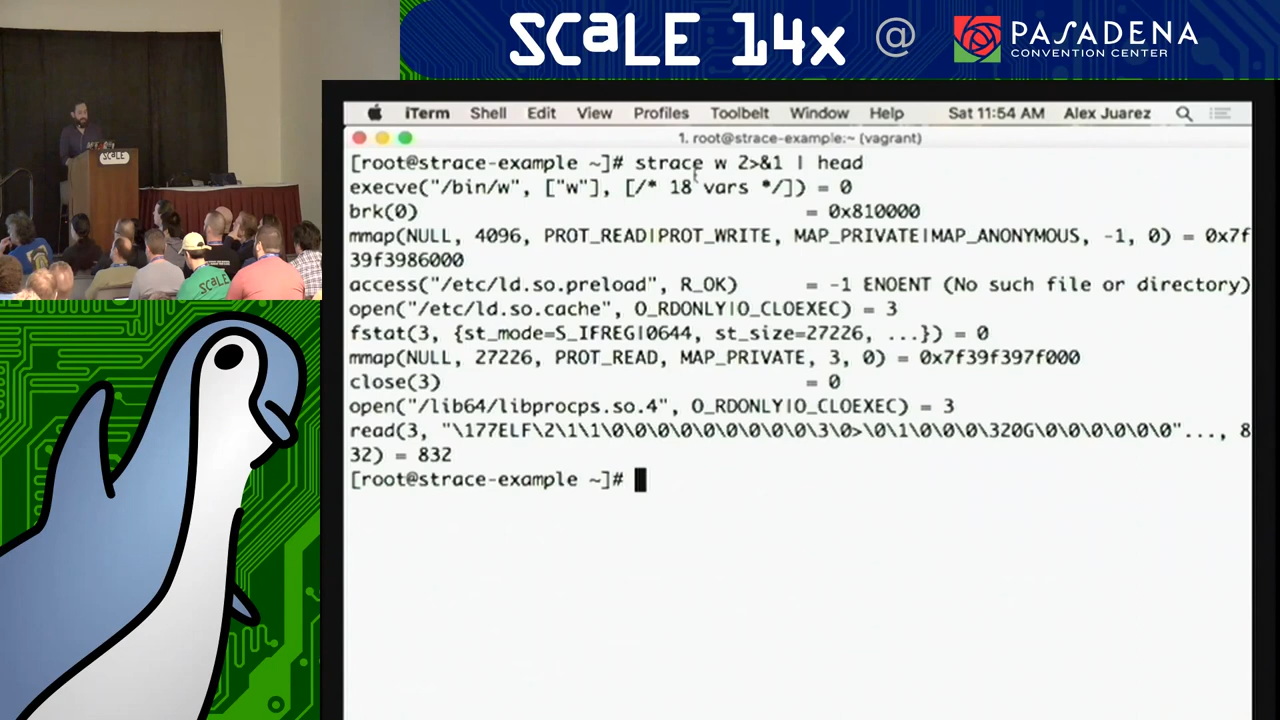 SCALE 14x @ PASADENA
CONVENTION CENTER
iTerm Shell Edit View Profiles Toolbelt Window Help Sat 11:54 AM Alex Juarez
1. root@strace-example:~ (vagrant)
[root@strace-example ~]# strace w 2>&1 | head
execve("/bin/w", ["w"], [/* 18 vars */]) = 0
brk(0) = 0x810000
mmap(NULL, 4096, PROT_READ|PROT_WRITE, MAP_PRIVATE|MAP_ANONYMOUS, -1, 0) = 0x7f
39f3986000
access("/etc/ld.so.preload", R_OK) = -1 ENOENT (No such file or directory)
open("/etc/ld.so.cache", O_RDONLY|O_CLOEXEC) = 3
fstat(3, {st_mode=S_IFREG|0644, st_size=27226, ...}) = 0
mmap(NULL, 27226, PROT_READ, MAP_PRIVATE, 3, 0) = 0x7f39f397f000
close(3) = 0
open("/lib64/libprocps.so.4", O_RDONLY|O_CLOEXEC) = 3
read(3, "\177ELF\2\1\1\0\0\0\0\0\0\0\0\0\3\0>\0\1\0\0\0\320G\0\0\0\0\0\0"..., 8
32) = 832
[root@strace-example ~]#
SCALE
SCALE